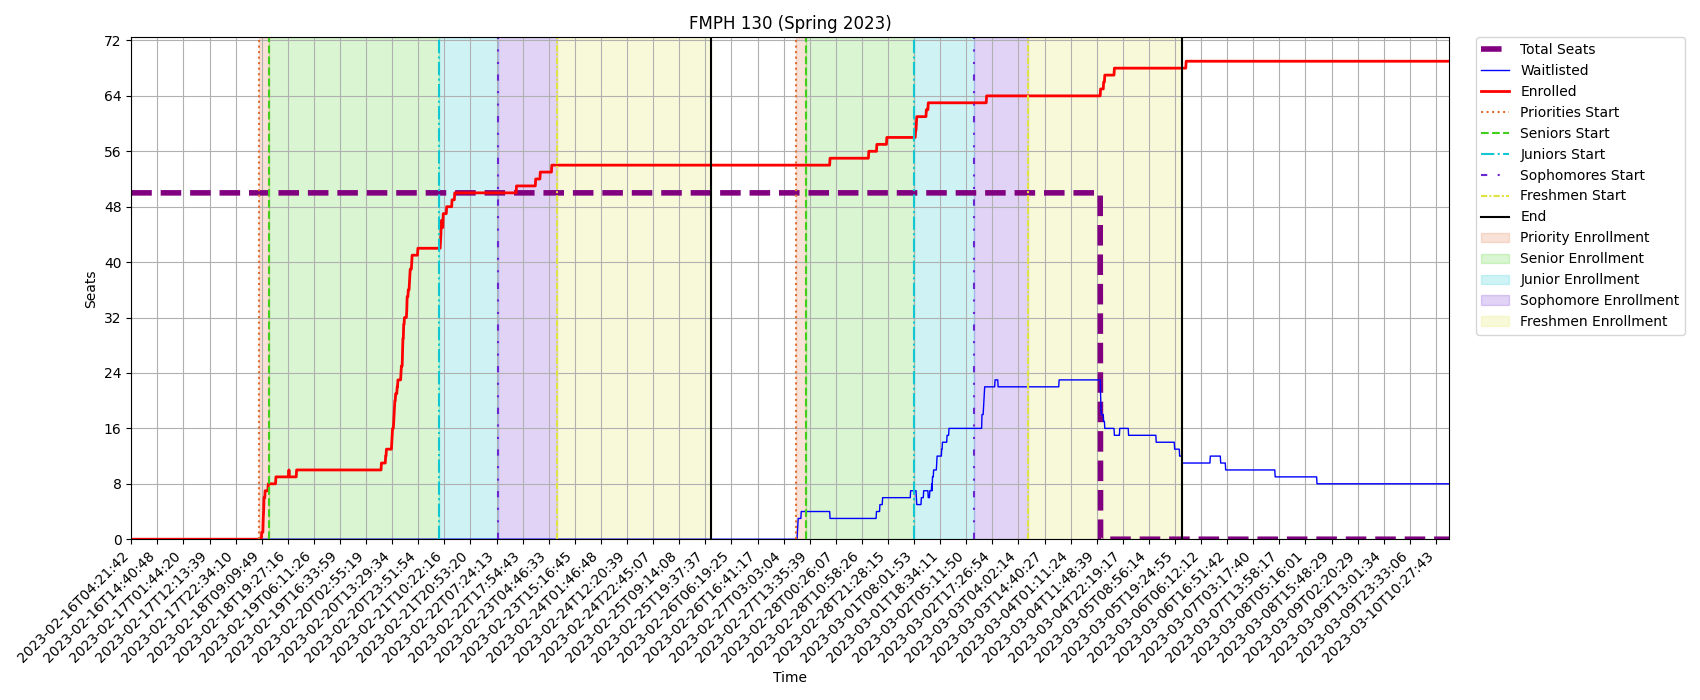 FMPH 130 (Spring 2023)
72
64
56
48
40
32
24
16
8
0
Seats
2023-02-16T04:21:42
2023-02-16T14:40:48
2023-02-17T01:44:20
2023-02-17T12:13:39
2023-02-17T22:34:10
2023-02-18T09:09:49
2023-02-18T19:27:16
2023-02-19T06:11:26
2023-02-19T16:33:59
2023-02-20T02:55:19
2023-02-20T13:29:34
2023-02-20T23:51:54
2023-02-21T10:22:16
2023-02-21T20:53:20
2023-02-22T07:24:13
2023-02-22T17:54:43
2023-02-23T04:46:33
2023-02-23T15:16:45
2023-02-24T01:46:48
2023-02-24T12:20:39
2023-02-24T22:45:07
2023-02-25T09:14:08
2023-02-25T19:37:37
2023-02-26T06:19:25
2023-02-26T16:41:17
2023-02-27T03:03:04
2023-02-27T13:35:39
2023-02-28T00:26:07
2023-02-28T10:58:26
2023-02-28T21:28:15
2023-03-01T08:01:53
2023-03-01T18:34:11
2023-03-02T05:11:50
2023-03-02T17:26:54
2023-03-03T04:02:14
2023-03-03T14:40:27
2023-03-04T01:11:24
2023-03-04T11:48:39
2023-03-04T22:19:17
2023-03-05T08:56:14
2023-03-05T19:24:55
2023-03-06T06:12:12
2023-03-06T16:51:42
2023-03-07T03:17:40
2023-03-07T13:58:17
2023-03-08T05:16:01
2023-03-08T15:48:29
2023-03-09T02:20:29
2023-03-09T13:01:34
2023-03-09T23:33:06
2023-03-10T10:27:43
Time
Total Seats
Waitlisted
Enrolled
Priorities Start
Seniors Start
Juniors Start
Sophomores Start
Freshmen Start
End
Priority Enrollment
Senior Enrollment
Junior Enrollment
Sophomore Enrollment
Freshmen Enrollment